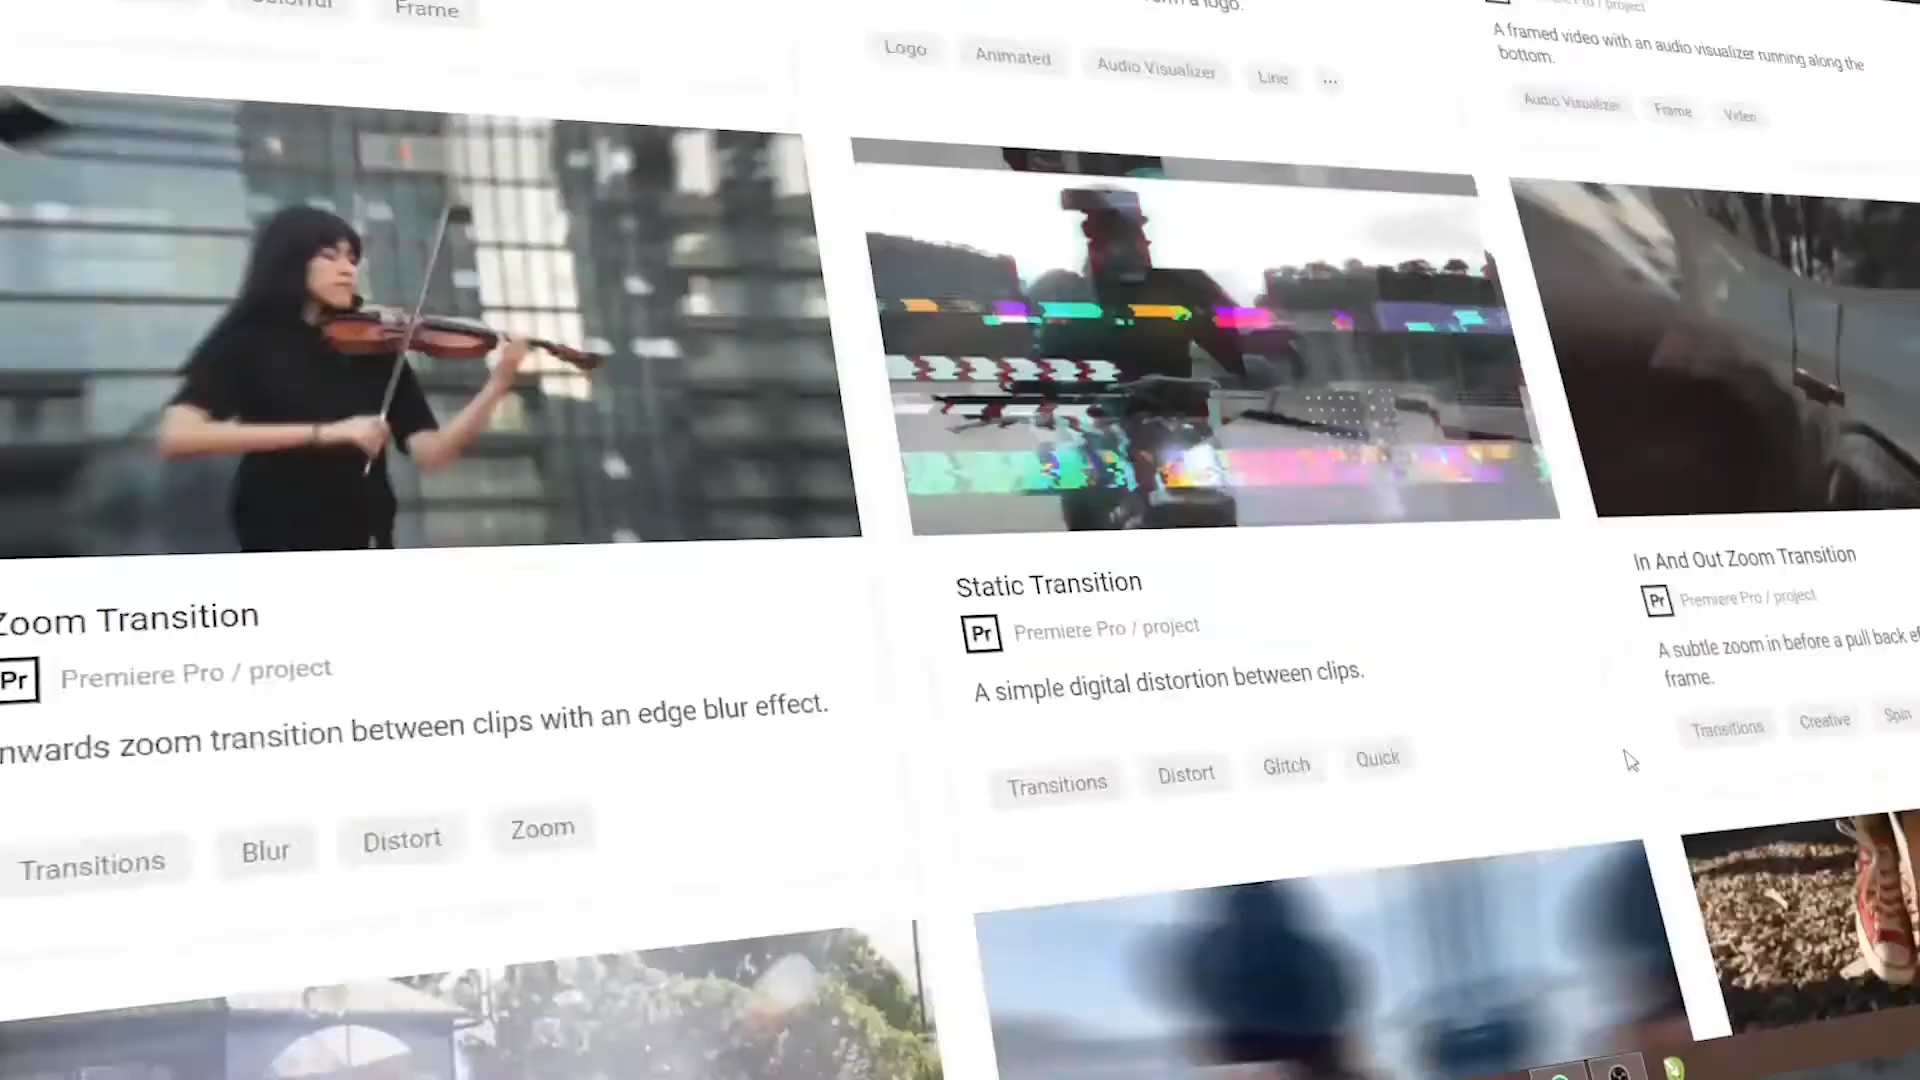 Frame
a logo.
Logo
Animated
Audio Visualizer
Line
...
/ project
A framed video with an audio visualizer running along the
bottom.
Audio Visualizer
Frame
Video
Zoom Transition
Pr Premiere Pro / project
nwards zoom transition between clips with an edge blur effect.
Transitions
Blur
Distort
Zoom
Static Transition
Pr Premiere Pro / project
A simple digital distortion between clips.
Transitions
Distort
Glitch
Quick
In And Out Zoom Transition
Pr Premiere Pro / project
A subtle zoom in before a pull back ef
frame.
Transitions
Creative
Spin